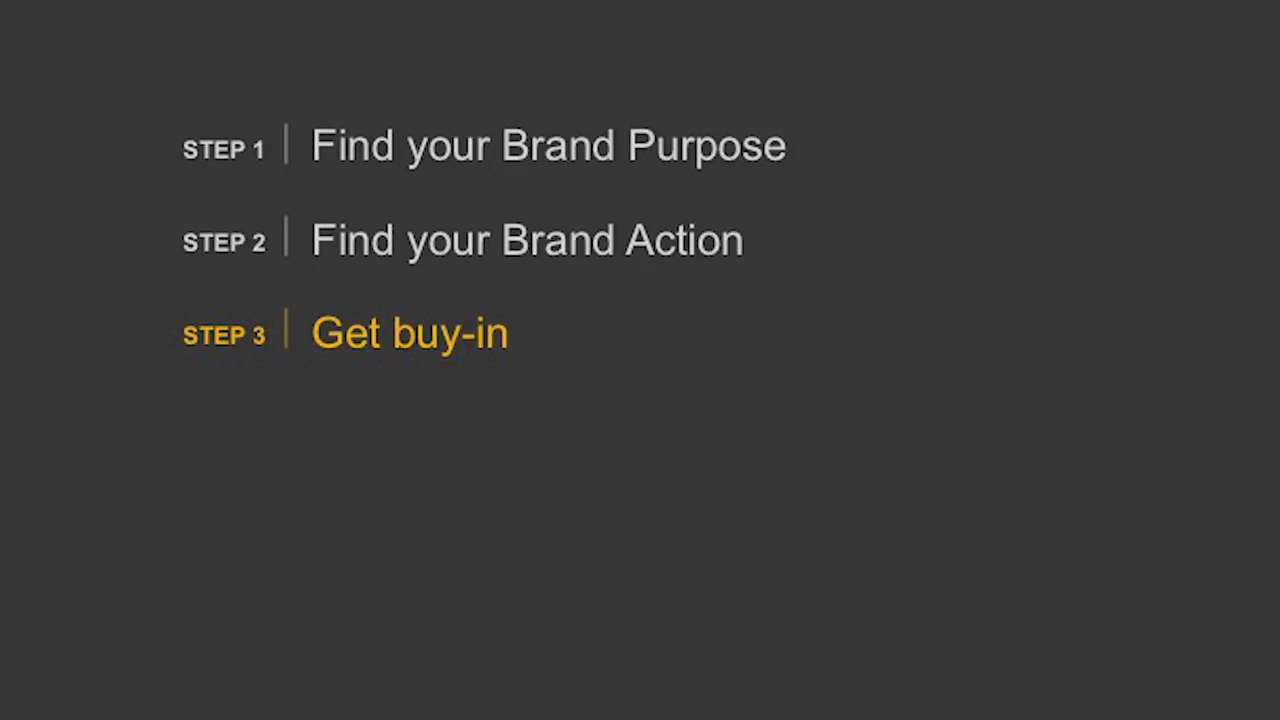 STEP 1 Find your Brand Purpose
STEP 2 Find your Brand Action
STEP 3 Get buy-in